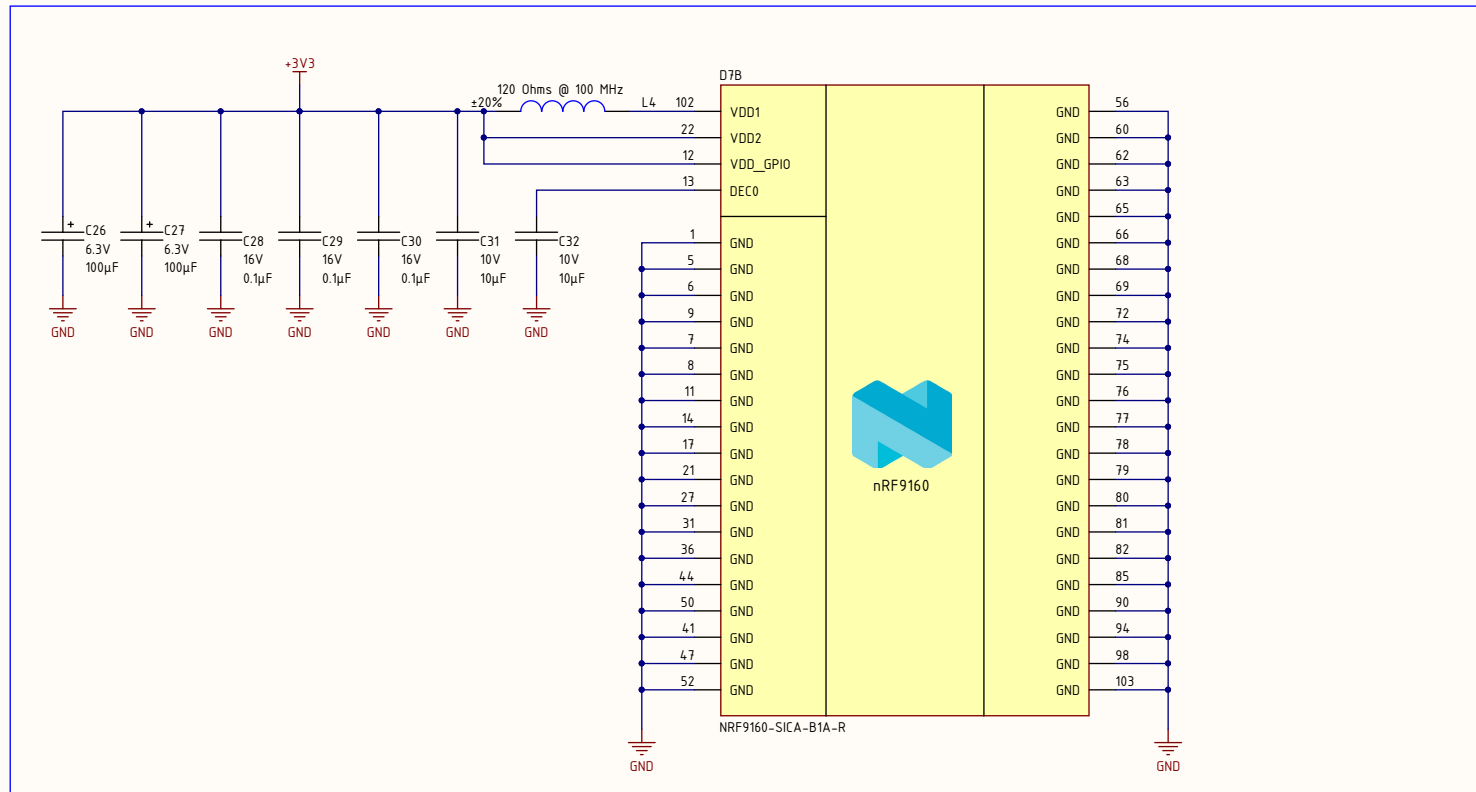 D7B
+3V3
120 Ohms @ 100 MHz
±20%
L4
102
VDD1
22
VDD2
12
VDD_GPIO
13
DEC0
C26
6.3V
100µF
C27
6.3V
100µF
C28
16V
0.1µF
C29
16V
0.1µF
C30
16V
0.1µF
C31
10V
10µF
C32
10V
10µF
GND
GND
GND
GND
GND
GND
GND
1 GND
5 GND
6 GND
9 GND
7 GND
8 GND
11 GND
14 GND
17 GND
21 GND
27 GND
31 GND
36 GND
44 GND
50 GND
41 GND
47 GND
52 GND
nRF9160
GND 56
GND 60
GND 62
GND 63
GND 65
GND 66
GND 68
GND 69
GND 72
GND 74
GND 75
GND 76
GND 77
GND 78
GND 79
GND 80
GND 81
GND 82
GND 85
GND 90
GND 94
GND 98
GND 103
NRF9160-SICA-B1A-R
GND
GND